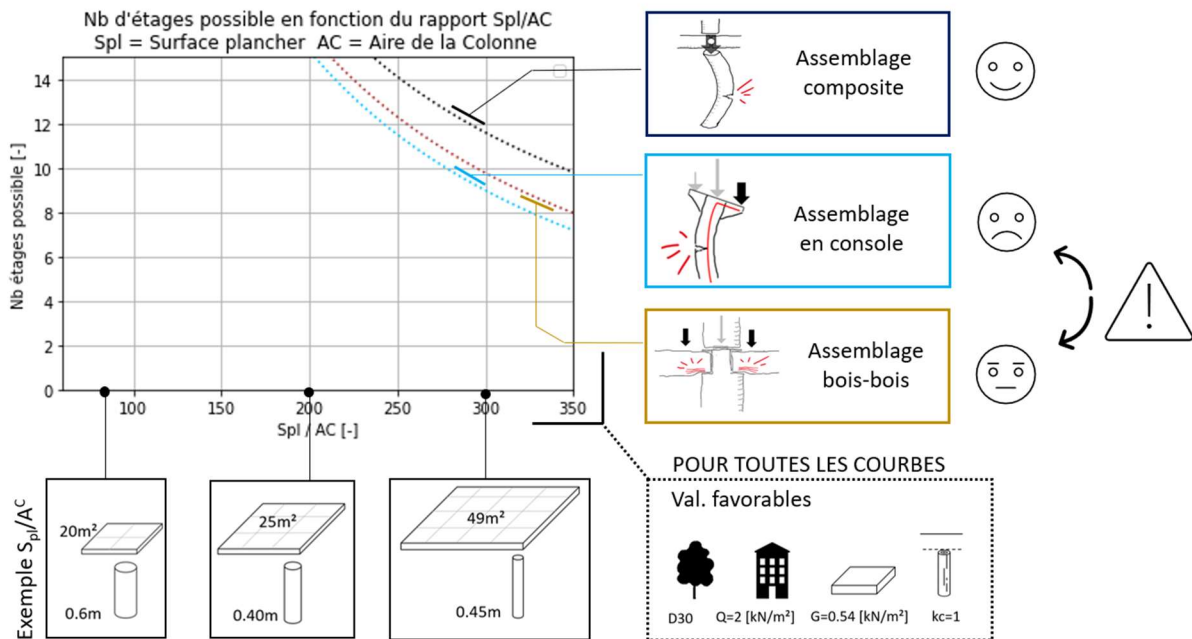 Nb d'étages possible en fonction du rapport Spl/AC
Spl = Surface plancher AC = Aire de la Colonne
Nb étages possible [-]
14
12
10
8
6
4
2
0
100
150
200
250
300
350
Spl / AC [-]
Assemblage
composite
Assemblage
en console
Assemblage
bois-bois
Exemple Spl/AC
20m²
0.6m
25m²
0.40m
49m²
0.45m
POUR TOUTES LES COURBES
Val. favorables
D30
Q=2 [kN/m²]
G=0.54 [kN/m²]
kc=1